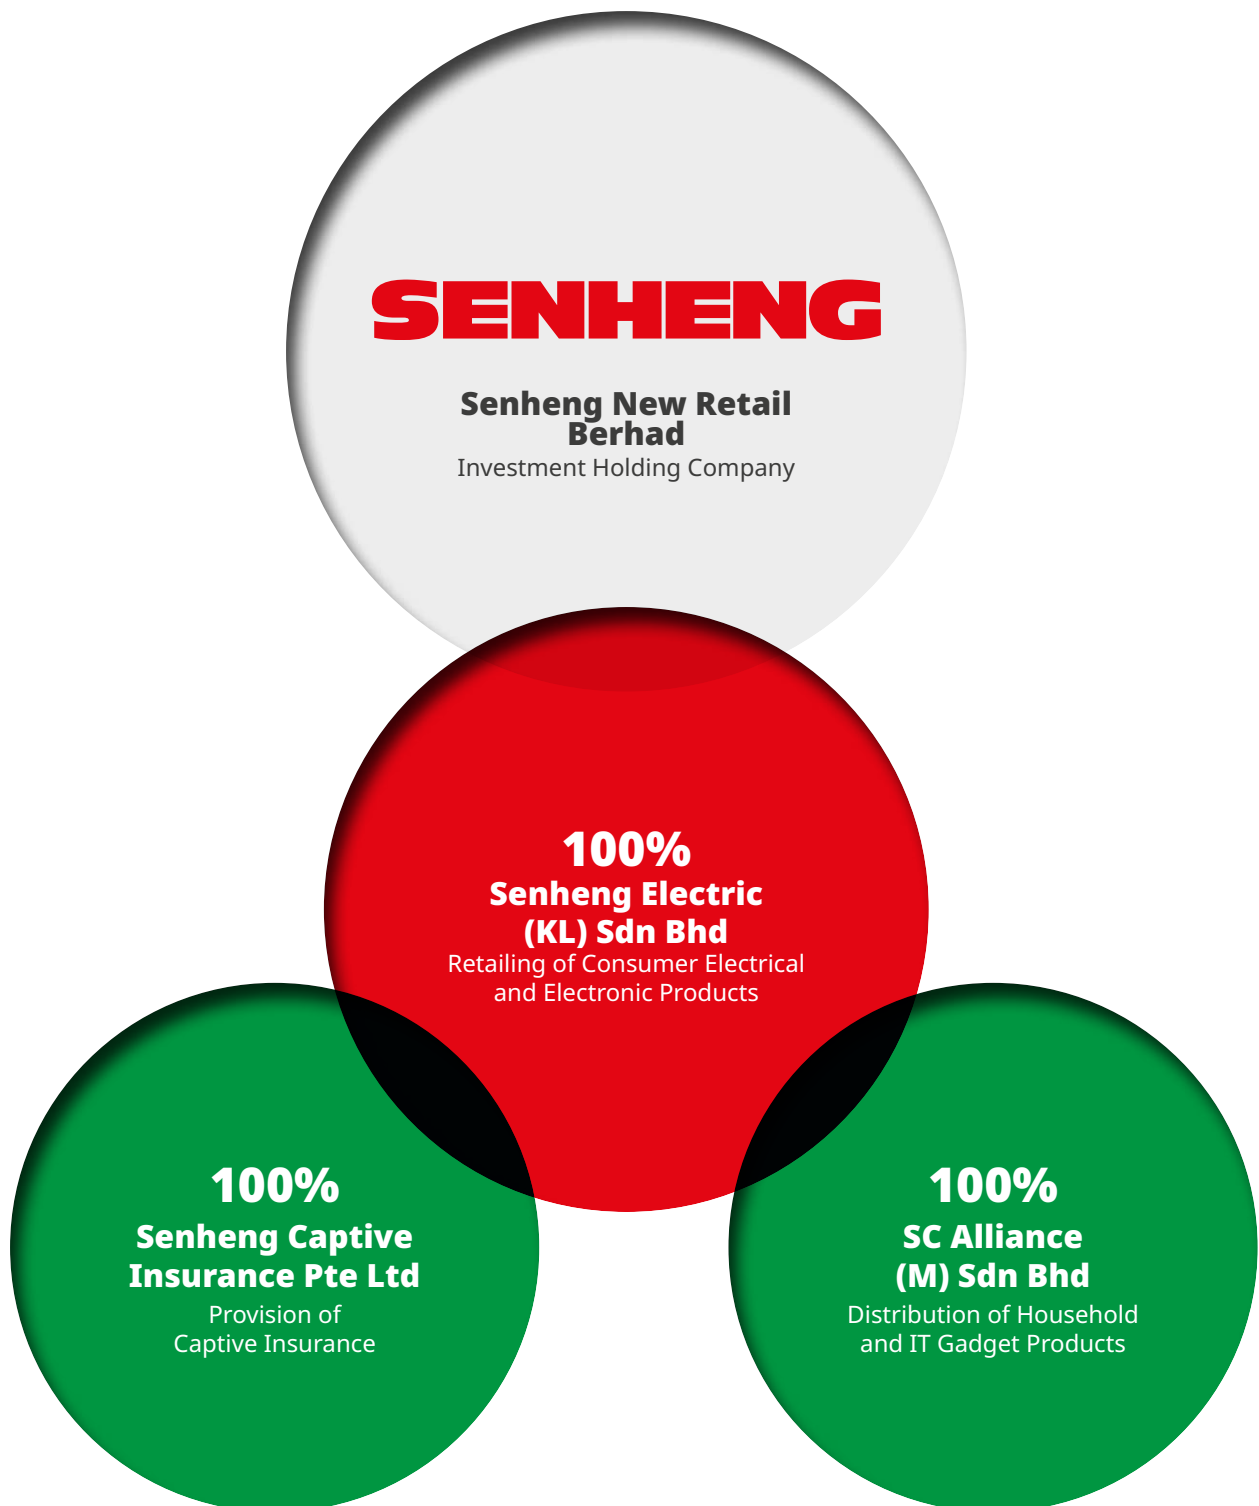 SENHENG
Senheng New Retail
Berhad
Investment Holding Company
100%
Senheng Electric
(KL) Sdn Bhd
Retailing of Consumer Electrical
and Electronic Products
100%
Senheng Captive
Insurance Pte Ltd
Provision of
Captive Insurance
100%
SC Alliance
(M) Sdn Bhd
Distribution of Household
and IT Gadget Products